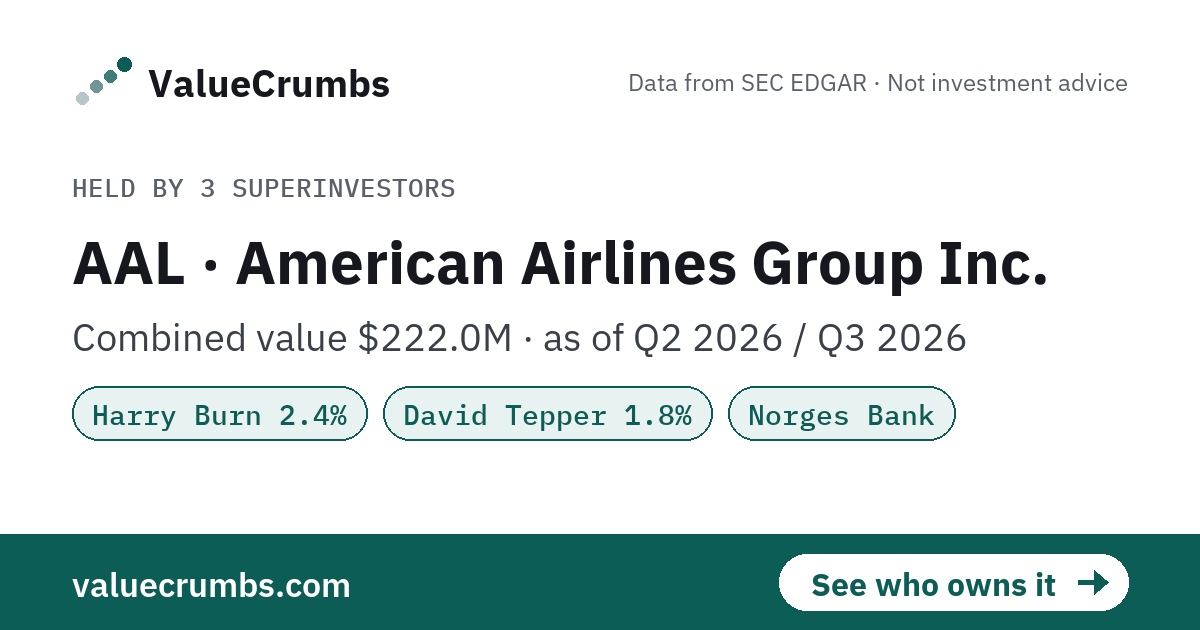 ValueCrumbs
Data from SEC EDGAR · Not investment advice
HELD BY 3 SUPERINVESTORS
AAL · American Airlines Group Inc.
Combined value $222.0M · as of Q2 2026 / Q3 2026
Harry Burn 2.4%
David Tepper 1.8%
Norges Bank
valuecrumbs.com
See who owns it